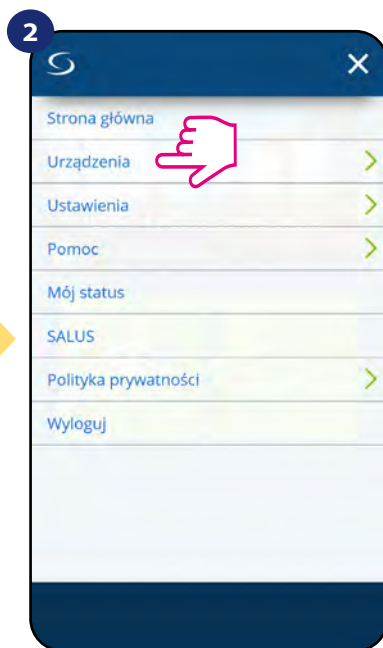 2
Strona główna
Urządzenia
Ustawienia
Pomoc
Mój status
SALUS
Polityka prywatności
Wyloguj